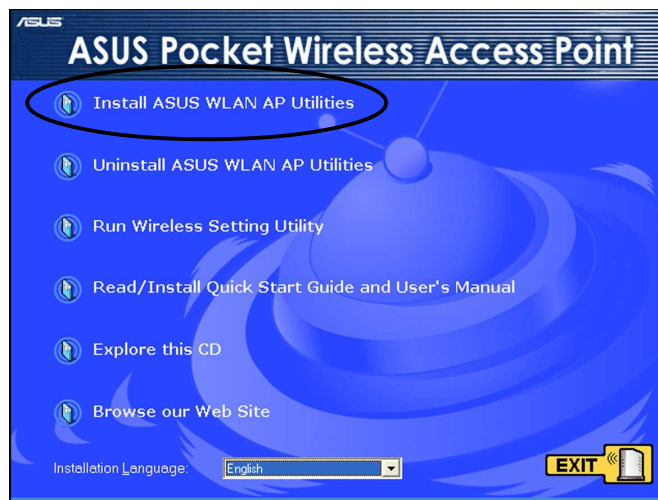 ASUS
ASUS Pocket Wireless Access Point
Install ASUS WLAN AP Utilities
Uninstall ASUS WLAN AP Utilities
Run Wireless Setting Utility
Read/Install Quick Start Guide and User's Manual
Explore this CD
Browse our Web Site
Installation Language: English
EXIT